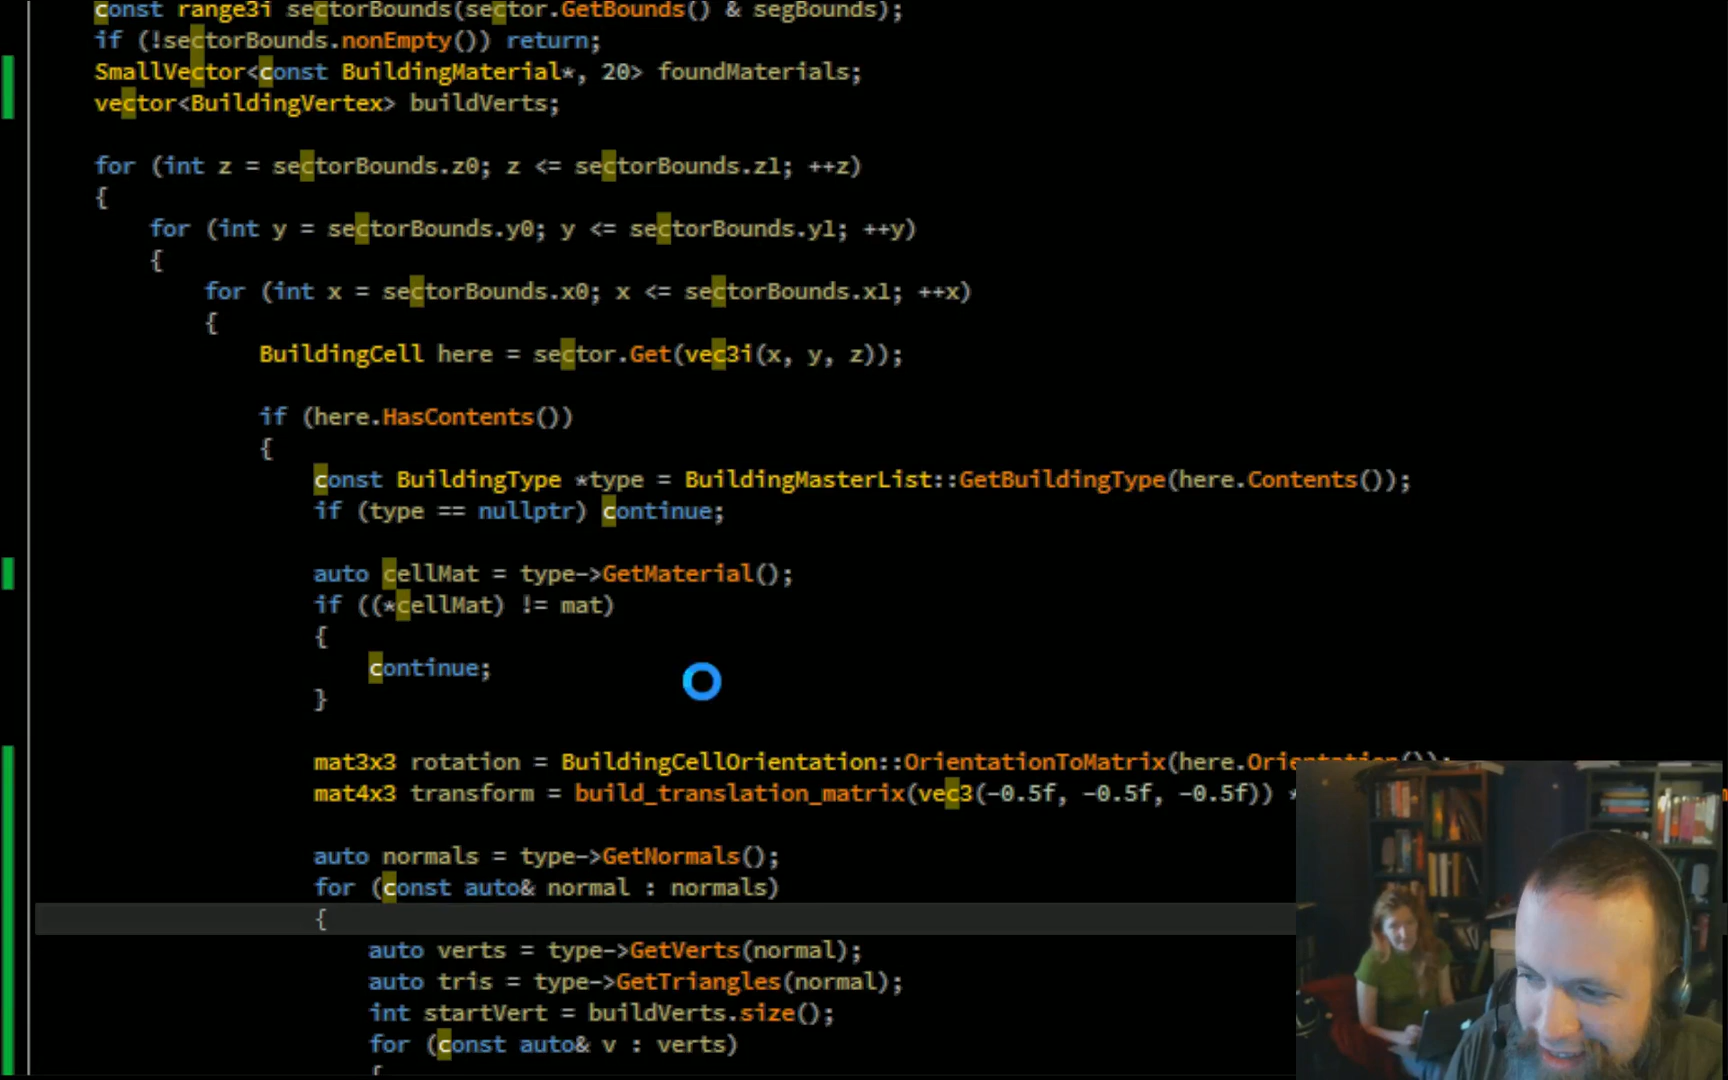 const range3i sectorBounds(sector.GetBounds() & segBounds);
if (!sectorBounds.nonEmpty()) return;
SmallVector<const BuildingMaterial*, 20> foundMaterials;
vector<BuildingVertex> buildVerts;
for (int z = sectorBounds.z0; z <= sectorBounds.z1; ++z)
{
for (int y = sectorBounds.y0; y <= sectorBounds.y1; ++y)
{
for (int x = sectorBounds.x0; x <= sectorBounds.x1; ++x)
{
BuildingCell here = sector.Get(vec3i(x, y, z));
if (here.HasContents())
{
const BuildingType *type = BuildingMasterList::GetBuildingType(here.Contents());
if (type == nullptr) continue;
auto cellMat = type->GetMaterial();
if ((*cellMat) != mat)
{
continue;
}
mat3x3 rotation = BuildingCellOrientation::OrientationToMatrix(here.Orientation());
mat4x3 transform = build_translation_matrix(vec3(-0.5f, -0.5f, -0.5f)) *
auto normals = type->GetNormals();
for (const auto& normal : normals)
{
auto verts = type->GetVerts(normal);
auto tris = type->GetTriangles(normal);
int startVert = buildVerts.size();
for (const auto& v : verts)
{